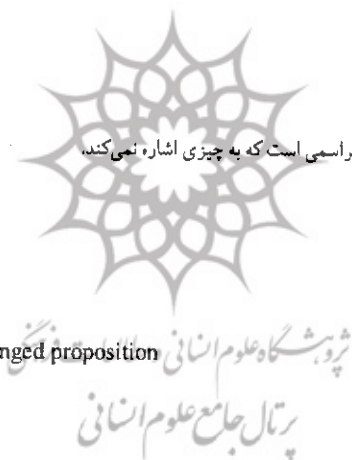 راسمی است که به چیزی اشاره نمی‌کند.
nged proposition
پژوهشگاه علوم انسانی و مطالعات فرهنگی
پرتال جامع علوم انسانی